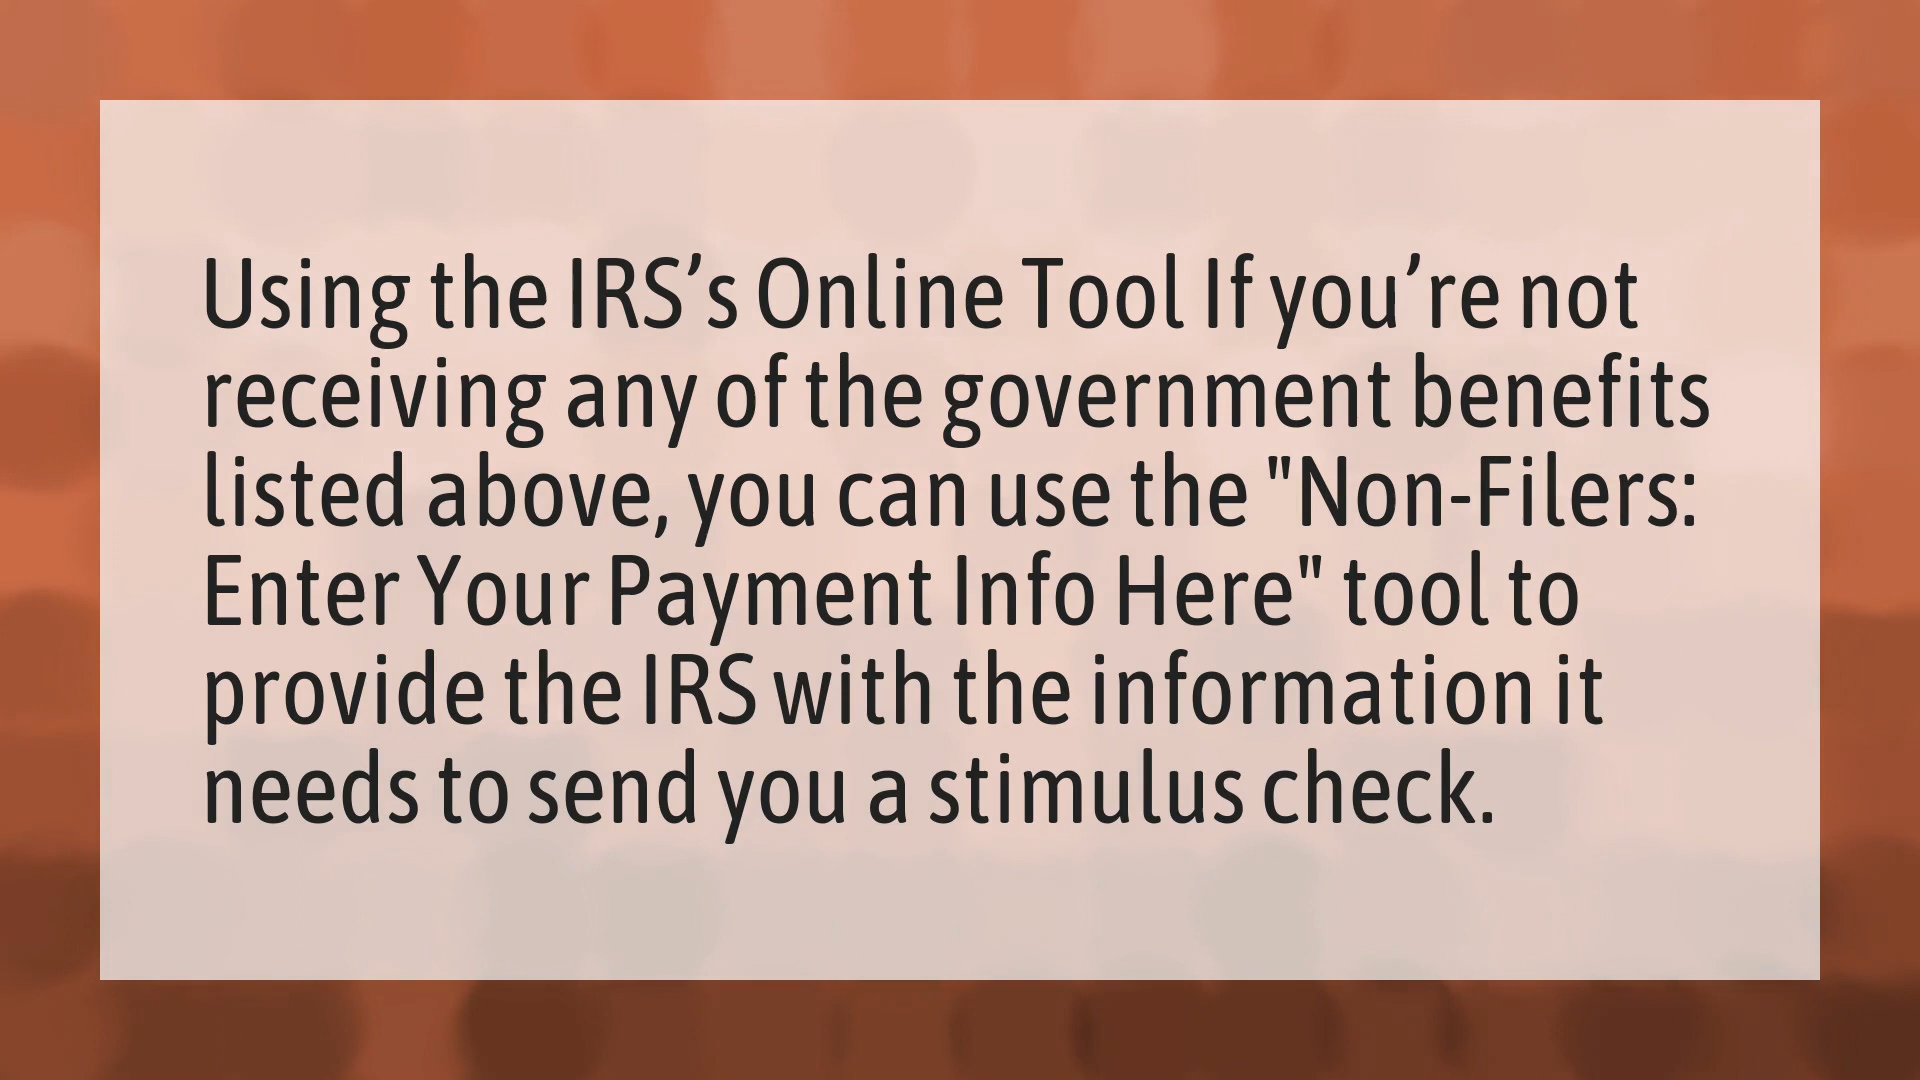 Using the IRS’s Online Tool If you’re not
receiving any of the government benefits
listed above, you can use the "Non-Filers:
Enter Your Payment Info Here" tool to
provide the IRS with the information it
needs to send you a stimulus check.